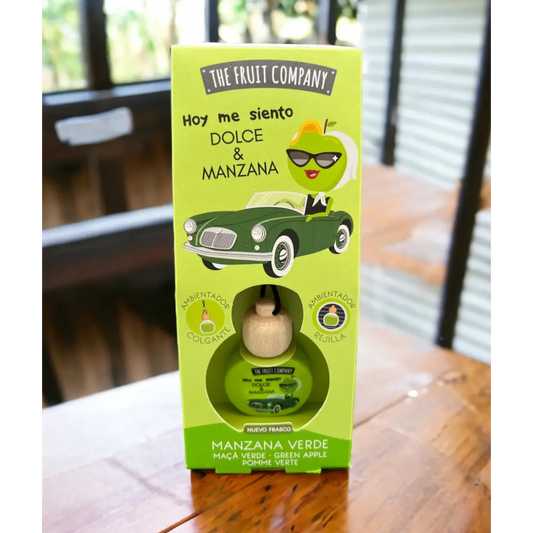 THE FRUIT COMPANY
Hoy me siento
DOLCE
&
MANZANA
AMBIENTADOR
COLGANTE
AMBIENTADOR
REJILLA
THE FRUIT COMPANY
Hoy me siento
DOLCE
&
MANZANA
NUEVO FRASCO
MANZANA VERDE
MAÇÀ VERDE · GREEN APPLE
POMME VERTE